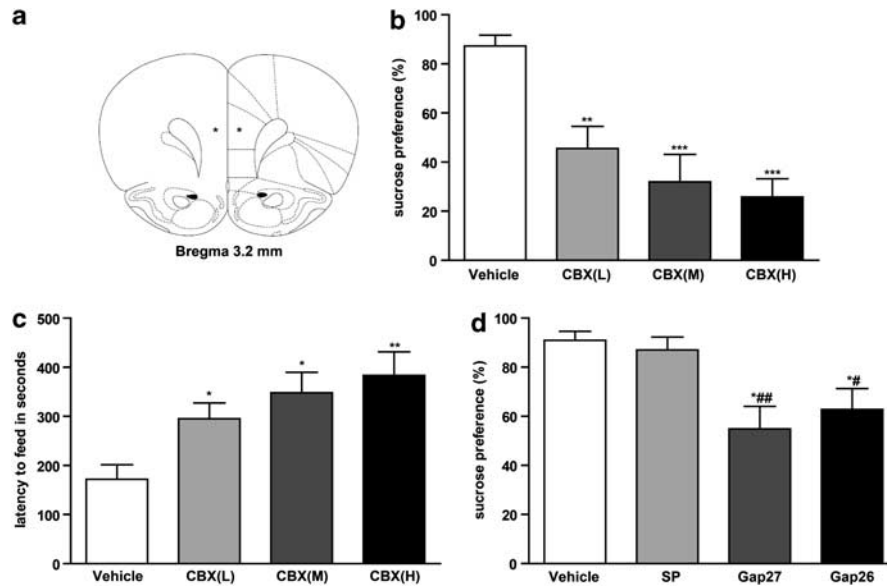 a
* *
Bregma 3.2 mm
b
sucrose preference (%)
100
80
60
40
20
0
**
***
***
Vehicle CBX(L) CBX(M) CBX(H)
c
latency to feed in seconds
500
400
300
200
100
0
*
*
**
Vehicle CBX(L) CBX(M) CBX(H)
d
sucrose preference (%)
100
80
60
40
20
0
*##
*#
Vehicle SP Gap27 Gap26